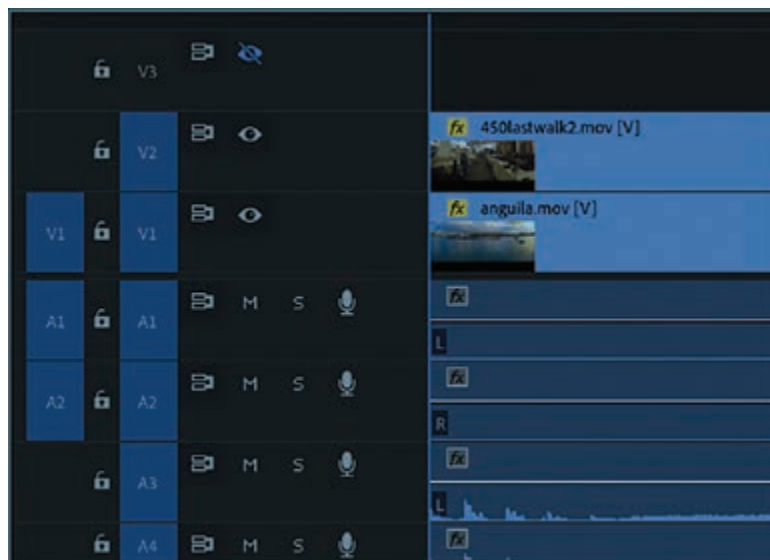 V3
V2
fx 450lastwalk2.mov [V]
V1 V1
fx anguila.mov [V]
A1 A1 M S
fx
L
A2 A2 M S
fx
R
A3 M S
fx
L
A4 M S
fx